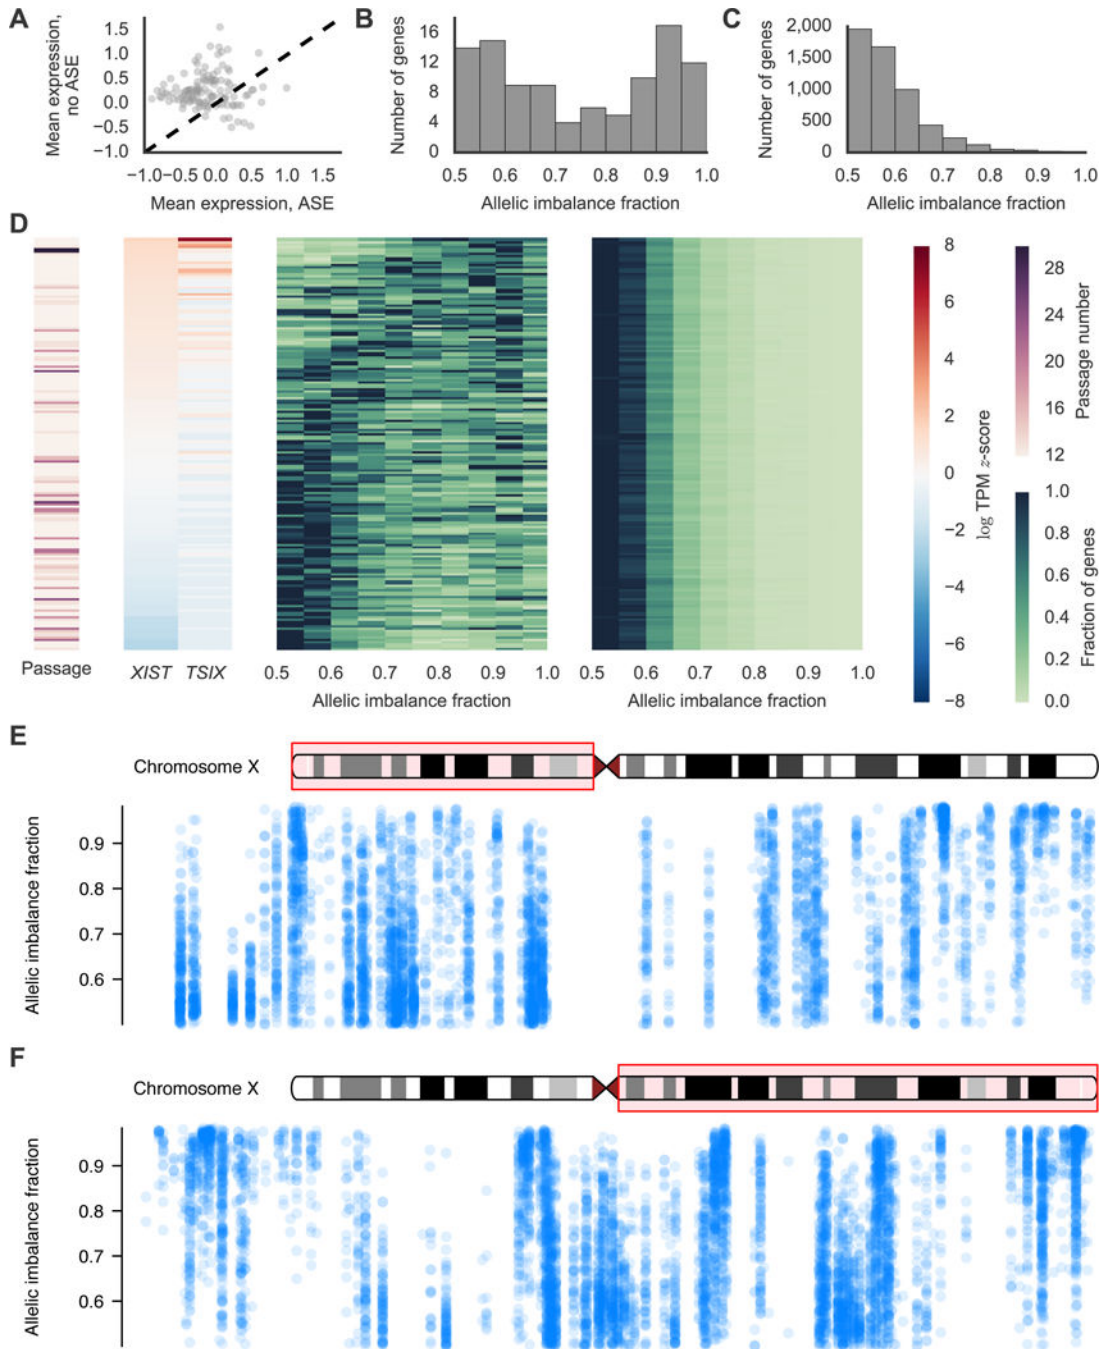 A
Mean expression,
no ASE
1.5
1.0
0.5
0.0
−0.5
−1.0
−1.0 −0.5 0.0 0.5 1.0 1.5
Mean expression, ASE
B
Number of genes
16
12
8
4
0
0.5 0.6 0.7 0.8 0.9 1.0
Allelic imbalance fraction
C
Number of genes
2,000
1,500
1,000
500
0
0.5 0.6 0.7 0.8 0.9 1.0
Allelic imbalance fraction
D
Passage
XIST TSIX
0.5 0.6 0.7 0.8 0.9 1.0
Allelic imbalance fraction
0.5 0.6 0.7 0.8 0.9 1.0
Allelic imbalance fraction
8
6
4
2
0
−2
−4
−6
−8
log TPM z-score
28
24
20
16
12
Passage number
1.0
0.8
0.6
0.4
0.2
0.0
Fraction of genes
E
Chromosome X
Allelic imbalance fraction
0.9
0.8
0.7
0.6
F
Chromosome X
Allelic imbalance fraction
0.9
0.8
0.7
0.6